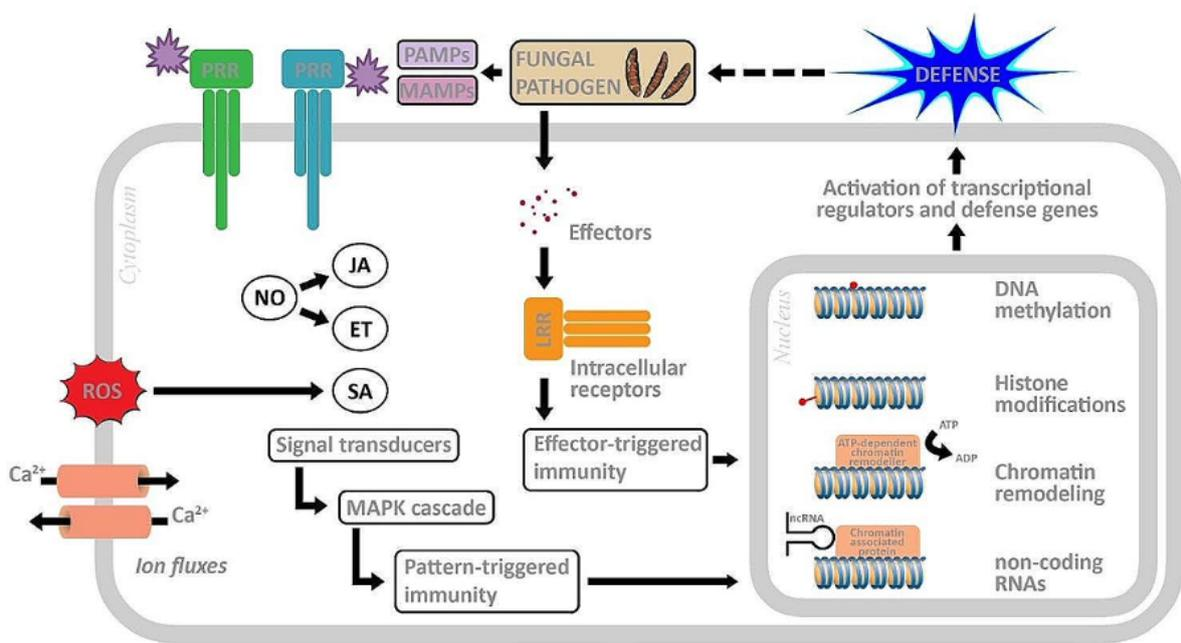 PRR
PRR
PAMPs
MAMPs
FUNGAL
PATHOGEN
DEFENSE
Cytoplasm
Effectors
Activation of transcriptional
regulators and defense genes
NO
JA
ET
SA
ROS
LRR
Intracellular
receptors
Signal transducers
MAPK cascade
Pattern-triggered
immunity
Effector-triggered
immunity
Ca²⁺
Ca²⁺
Ion fluxes
Nucleus
DNA
methylation
Histone
modifications
ATP-dependent
chromatin
remodeller
ATP
ADP
Chromatin
remodeling
ncRNA
Chromatin
associated
protein
non-coding
RNAs